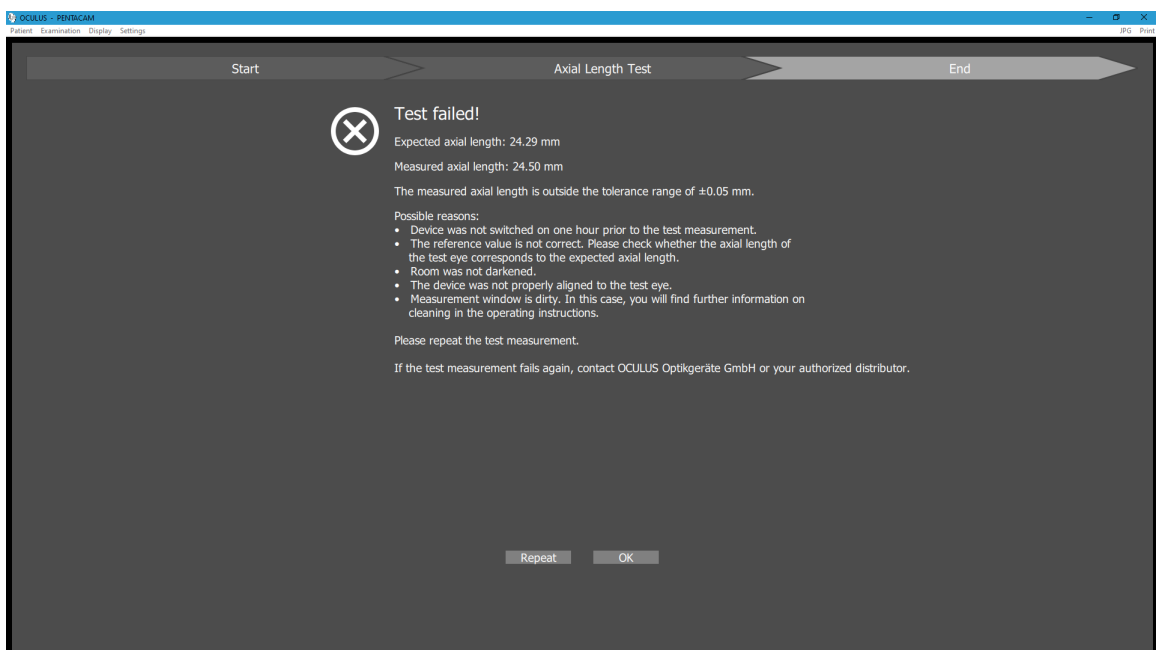 OCULUS - PENTACAM
Patient Examination Display Settings JPG Print
Start Axial Length Test End
Test failed!
Expected axial length: 24.29 mm
Measured axial length: 24.50 mm
The measured axial length is outside the tolerance range of ±0.05 mm.
Possible reasons:
• Device was not switched on one hour prior to the test measurement.
• The reference value is not correct. Please check whether the axial length of
the test eye corresponds to the expected axial length.
• Room was not darkened.
• The device was not properly aligned to the test eye.
• Measurement window is dirty. In this case, you will find further information on
cleaning in the operating instructions.
Please repeat the test measurement.
If the test measurement fails again, contact OCULUS Optikgeräte GmbH or your authorized distributor.
Repeat OK